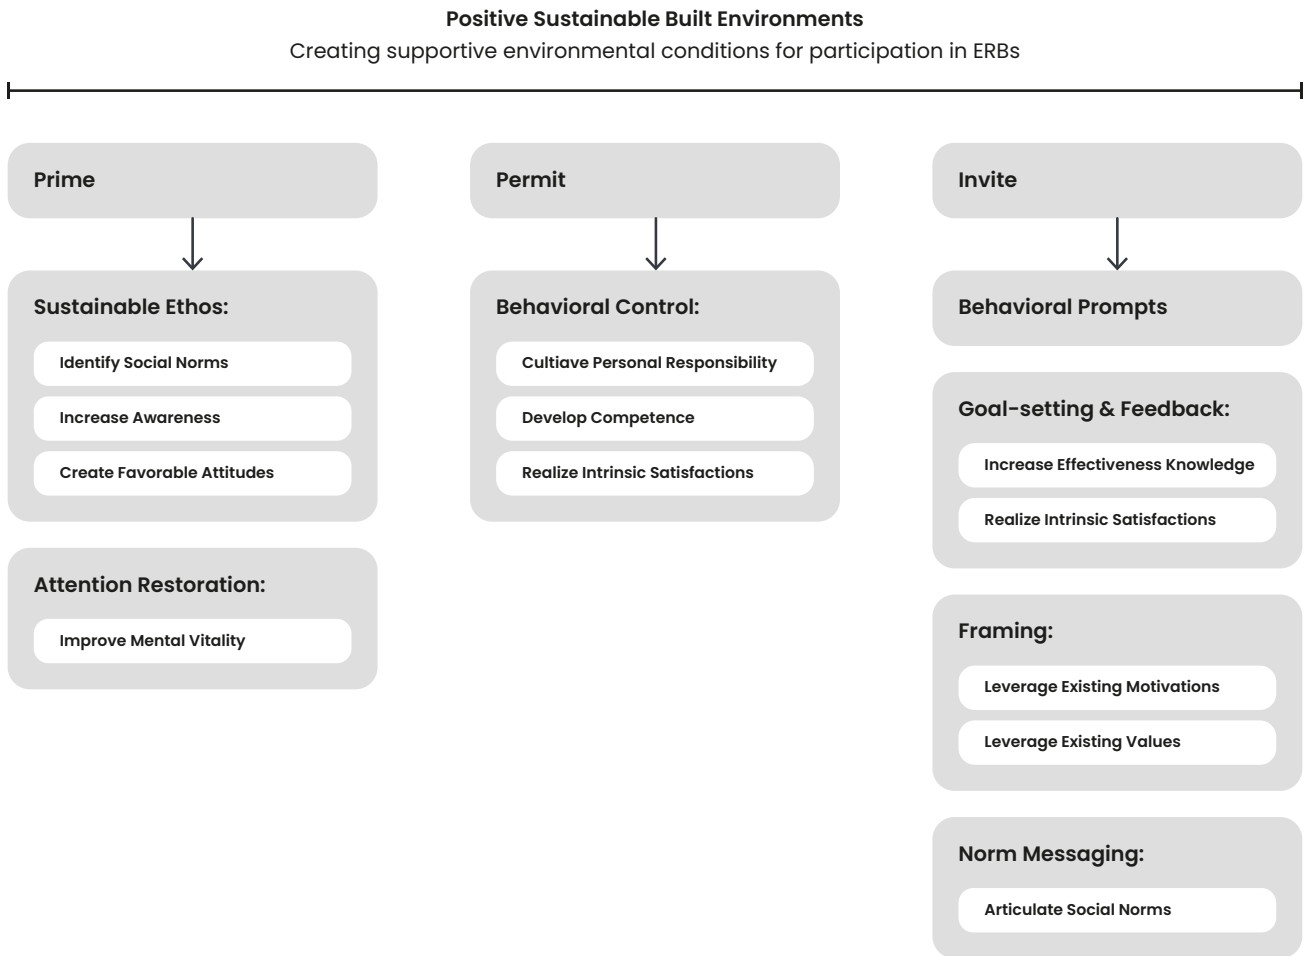 Positive Sustainable Built Environments
Creating supportive environmental conditions for participation in ERBs
Prime
Sustainable Ethos:
Identify Social Norms
Increase Awareness
Create Favorable Attitudes
Attention Restoration:
Improve Mental Vitality
Permit
Behavioral Control:
Cultiave Personal Responsibility
Develop Competence
Realize Intrinsic Satisfactions
Invite
Behavioral Prompts
Goal-setting & Feedback:
Increase Effectiveness Knowledge
Realize Intrinsic Satisfactions
Framing:
Leverage Existing Motivations
Leverage Existing Values
Norm Messaging:
Articulate Social Norms